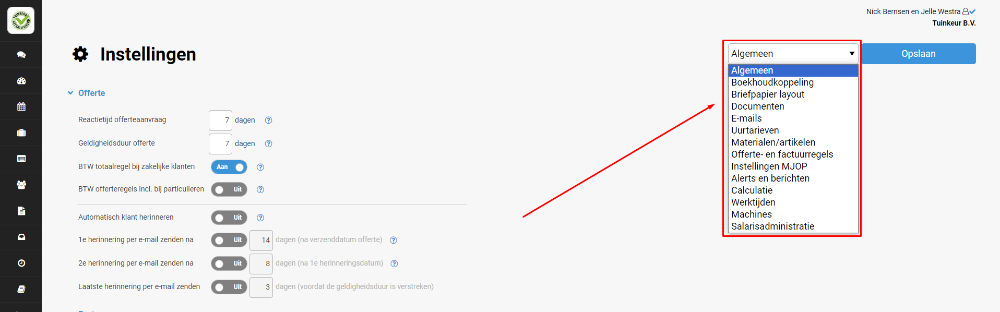 TUINKEUR
GECERTIFICEERD
Nick Bernsen en Jelle Westra
Tuinkeur B.V.
Instellingen
Algemeen
Opslaan
Algemeen
Boekhoudkoppeling
Briefpapier layout
Documenten
E-mails
Uurtarieven
Materialen/artikelen
Offerte- en factuurregels
Instellingen MJOP
Alerts en berichten
Calculatie
Werktijden
Machines
Salarisadministratie
Offerte
Reactietijd offerteaanvraag 7 dagen ?
Geldigheidsduur offerte 7 dagen ?
BTW totaalregel bij zakelijke klanten Aan ?
BTW offerteregels incl. bij particulieren Uit ?
Automatisch klant herinneren Uit ?
1e herinnering per e-mail zenden na Uit 14 dagen (na verzenddatum offerte) ?
2e herinnering per e-mail zenden na Uit 8 dagen (na 1e herinneringsdatum) ?
Laatste herinnering per e-mail zenden Uit 3 dagen (voordat de geldigheidsduur is verstreken)